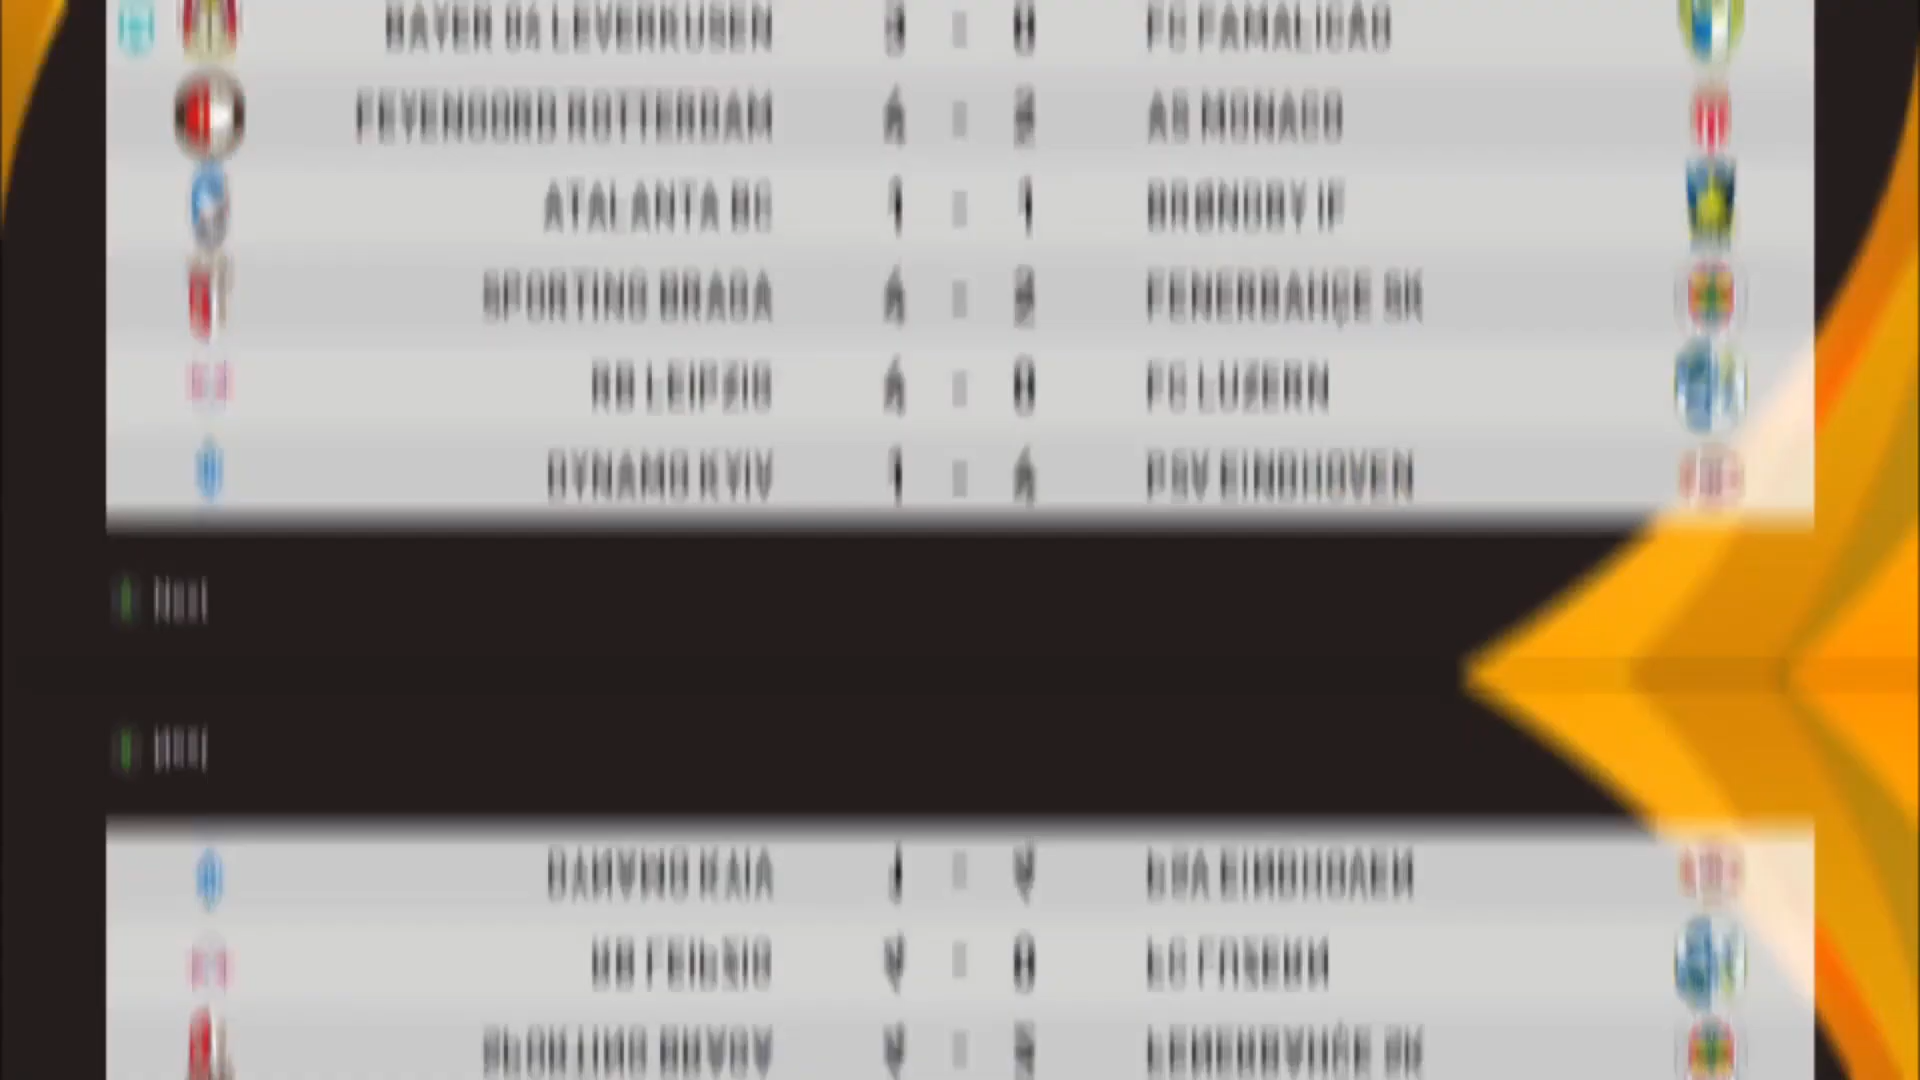 BAYER 04 LEVERKUSEN 3 : 0 FC FAMALICÃO
FEYENOORD ROTTERDAM 4 : 2 AS MONACO
ATALANTA BC 1 : 1 BRØNDBY IF
SPORTING BRAGA 4 : 2 FENERBAHÇE SK
RB LEIPZIG 4 : 0 FC LUZERN
DYNAMO KYIV 1 : 4 PSV EINDHOVEN
Next